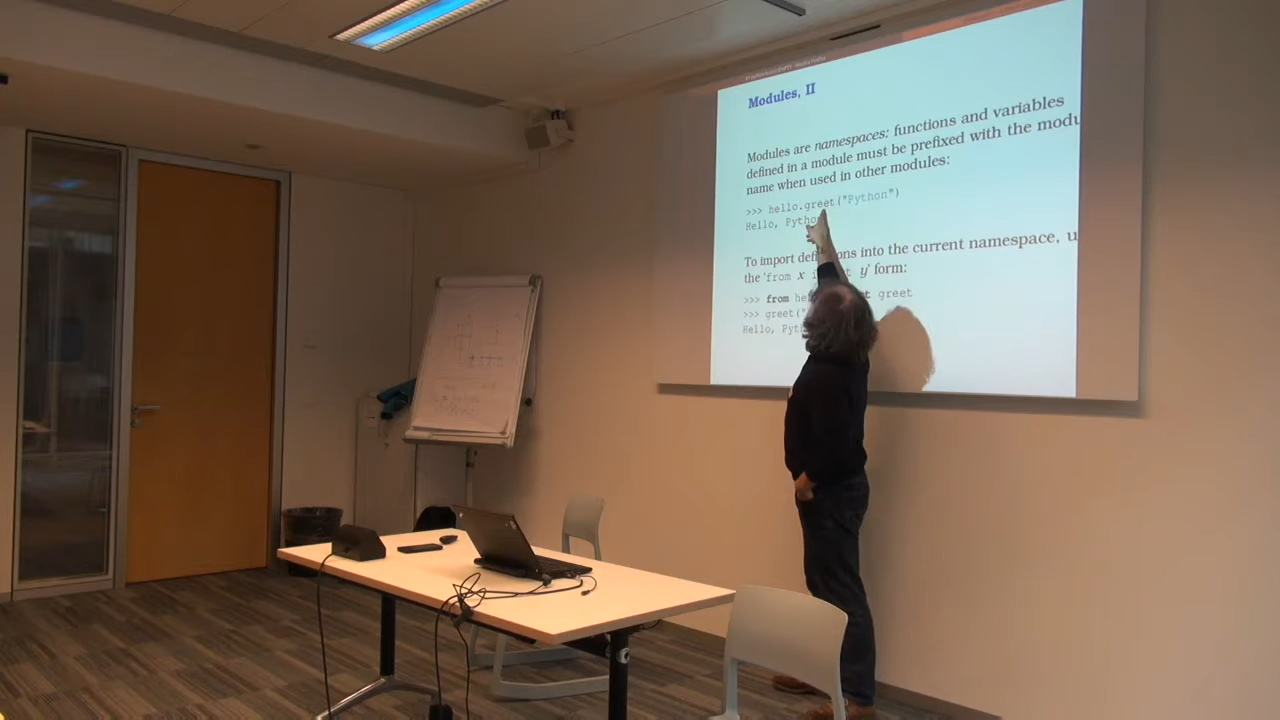 Modules, II
Modules are namespaces: functions and variables
defined in a module must be prefixed with the modu
name when used in other modules:
>>> hello.greet("Python")
Hello, Pytho
To import def ons into the current namespace, u
the 'from x i t y' form:
>>> from he t greet
>>> greet("
Hello, Pyth